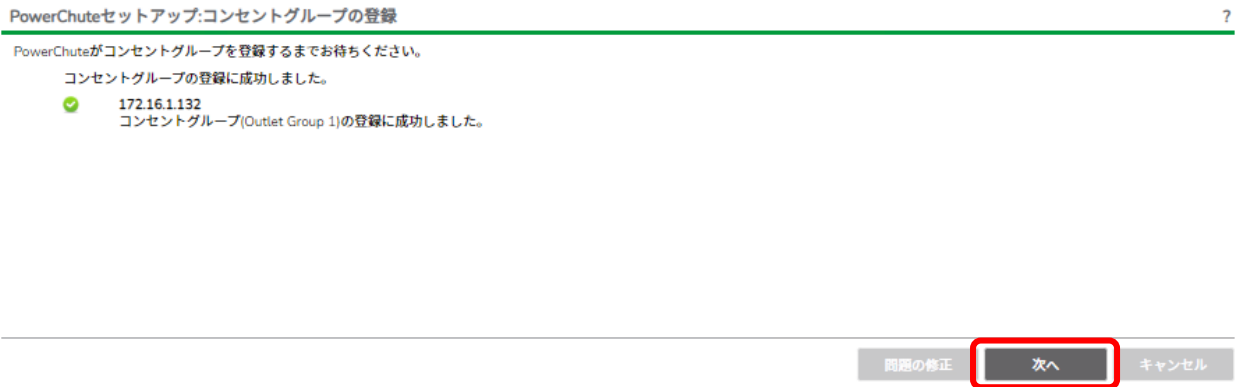 PowerChuteセットアップ:コンセントグループの登録
?
PowerChuteがコンセントグループを登録するまでお待ちください。
コンセントグループの登録に成功しました。
172.16.1.132
コンセントグループ(Outlet Group 1)の登録に成功しました。
問題の修正
次へ
キャンセル